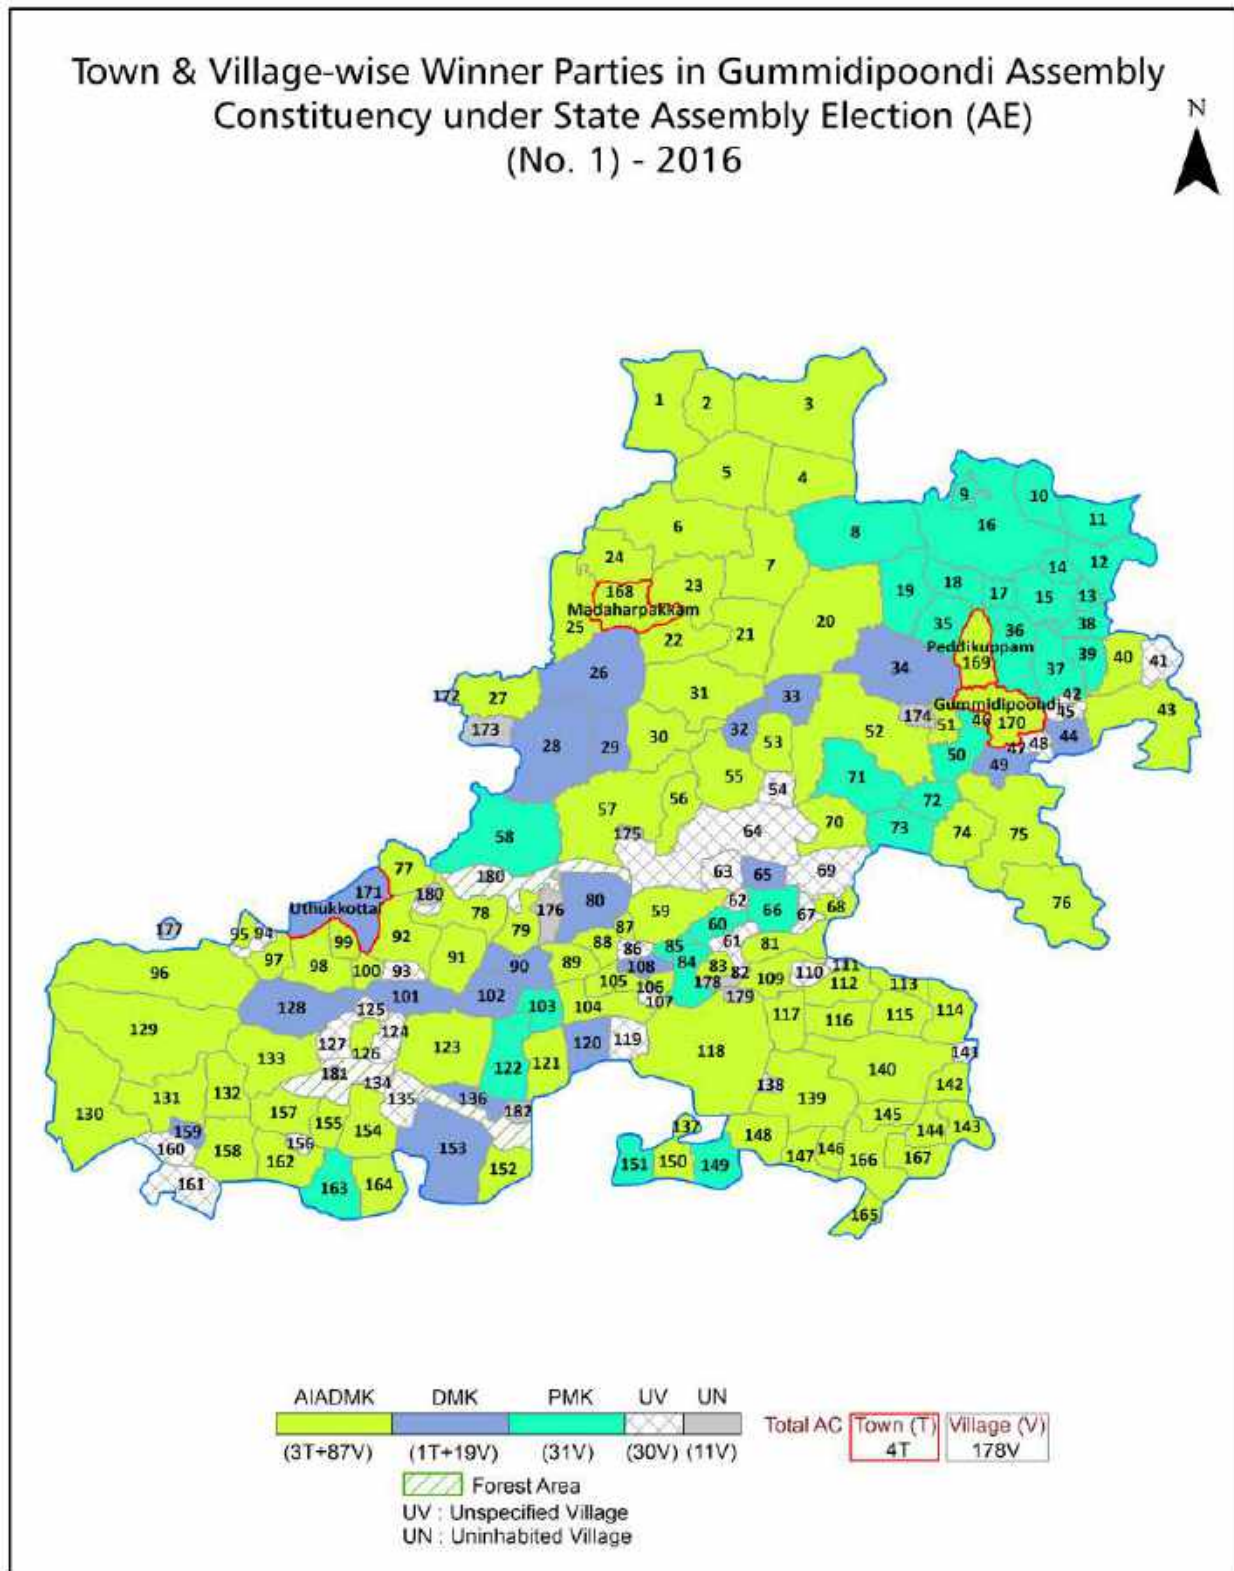 Town & Village-wise Winner Parties in Gummidipoondi Assembly
Constituency under State Assembly Election (AE)
(No. 1) - 2016
N
1 2 3
5 4
6
9 10
16 11
8
24 7 14 12
168 23 19 18 17 15 13
Madaharpakkam
25 22 21 20 35 36 38
Peddikuppam
26 34 169 37 39 40 41
172 27 31 33 42
Gummidipoondi
45 43
173 28 29 30 32 53 52 174 51 46 170 44
47 48
55 71 50 49
57 56 54 72
58 175 64 70 73 74 75
77 180 63 65 69
171 180
Uthukkottai
78 176 80 59 62 66 67 68 76
177 95 94 99 92 79 87 60
97 98 91 88 86 85 61 81
96 100 93 90 89 108 84 83 82 110 111
101 102 105 106 178 109 112 113
128 125 103 104 107 179
129 127 124 117 116 115 114
133 126 123 122 121 120 119 118
181 134 140 141
130 131 132 157 135 136 182 138 139 142
159 155 154 137 145
160 158 156 153 148 144 143
162 152 151 150 149 147 146 166 167
161 163 164
165
AIADMK DMK PMK UV UN
(3T+87V) (1T+19V) (31V) (30V) (11V)
Total AC Town (T) Village (V)
4T 178V
Forest Area
UV : Unspecified Village
UN : Uninhabited Village